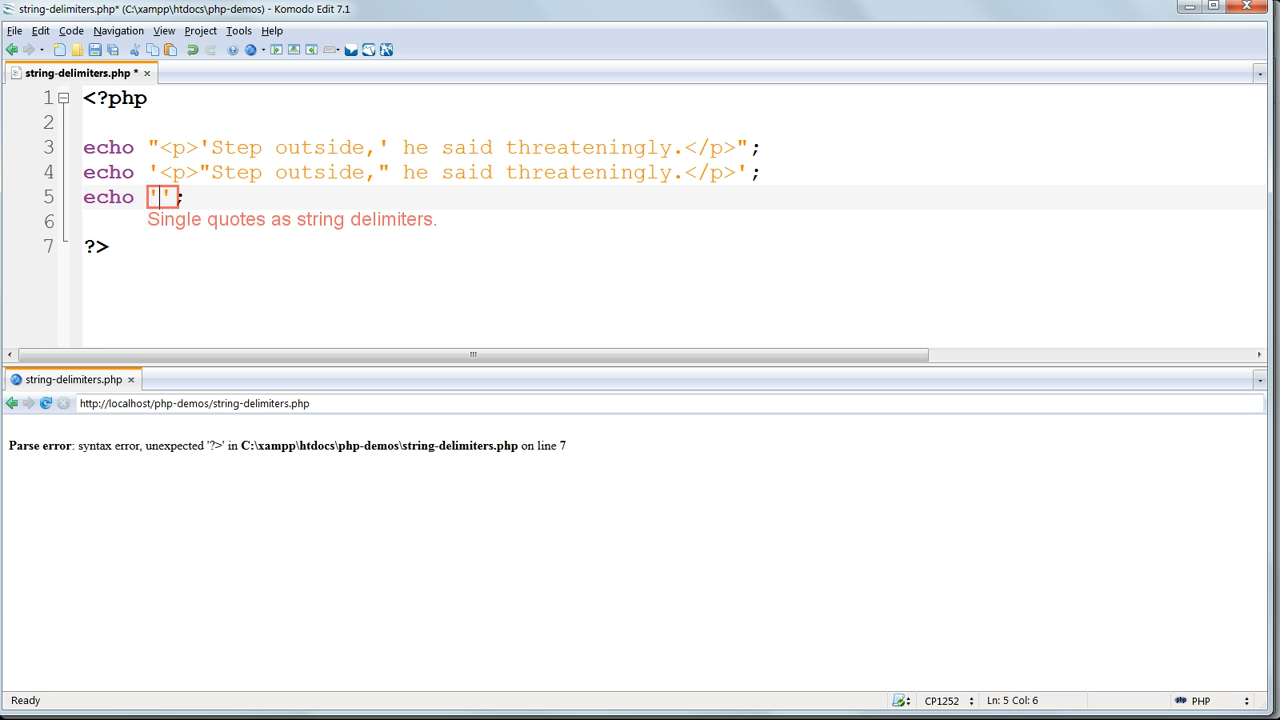 string-delimiters.php* (C:\xampp\htdocs\php-demos) - Komodo Edit 7.1
File Edit Code Navigation View Project Tools Help
string-delimiters.php *
1 <?php
2
3 echo "<p>'Step outside,' he said threateningly.</p>";
4 echo '<p>"Step outside," he said threateningly.</p>';
5 echo '';
6 Single quotes as string delimiters.
7 ?>
string-delimiters.php
http://localhost/php-demos/string-delimiters.php
Parse error: syntax error, unexpected '?>' in C:\xampp\htdocs\php-demos\string-delimiters.php on line 7
Ready CP1252 Ln: 5 Col: 6 PHP